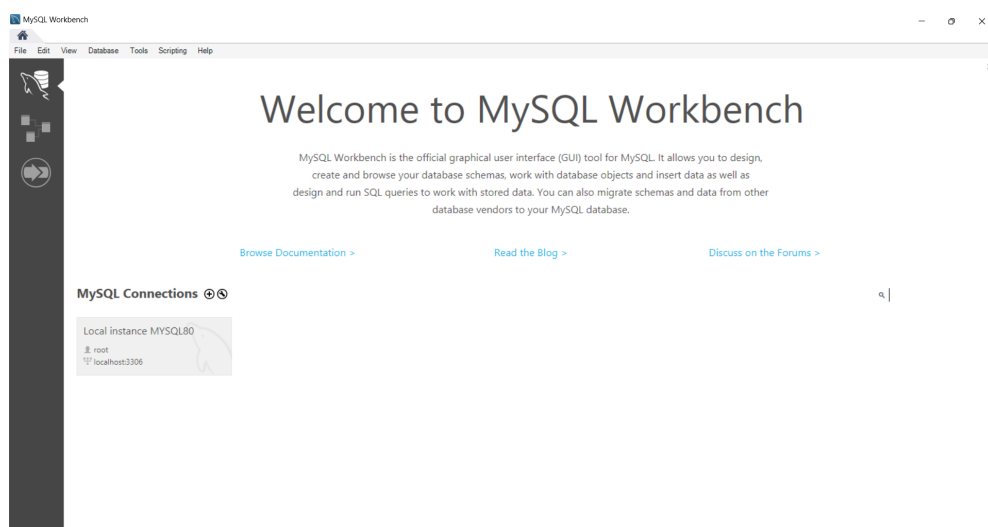 MySQL Workbench
File Edit View Database Tools Scripting Help
Welcome to MySQL Workbench
MySQL Workbench is the official graphical user interface (GUI) tool for MySQL. It allows you to design,
create and browse your database schemas, work with database objects and insert data as well as
design and run SQL queries to work with stored data. You can also migrate schemas and data from other
database vendors to your MySQL database.
Browse Documentation > Read the Blog > Discuss on the Forums >
MySQL Connections
Local instance MYSQL80
root
localhost:3306